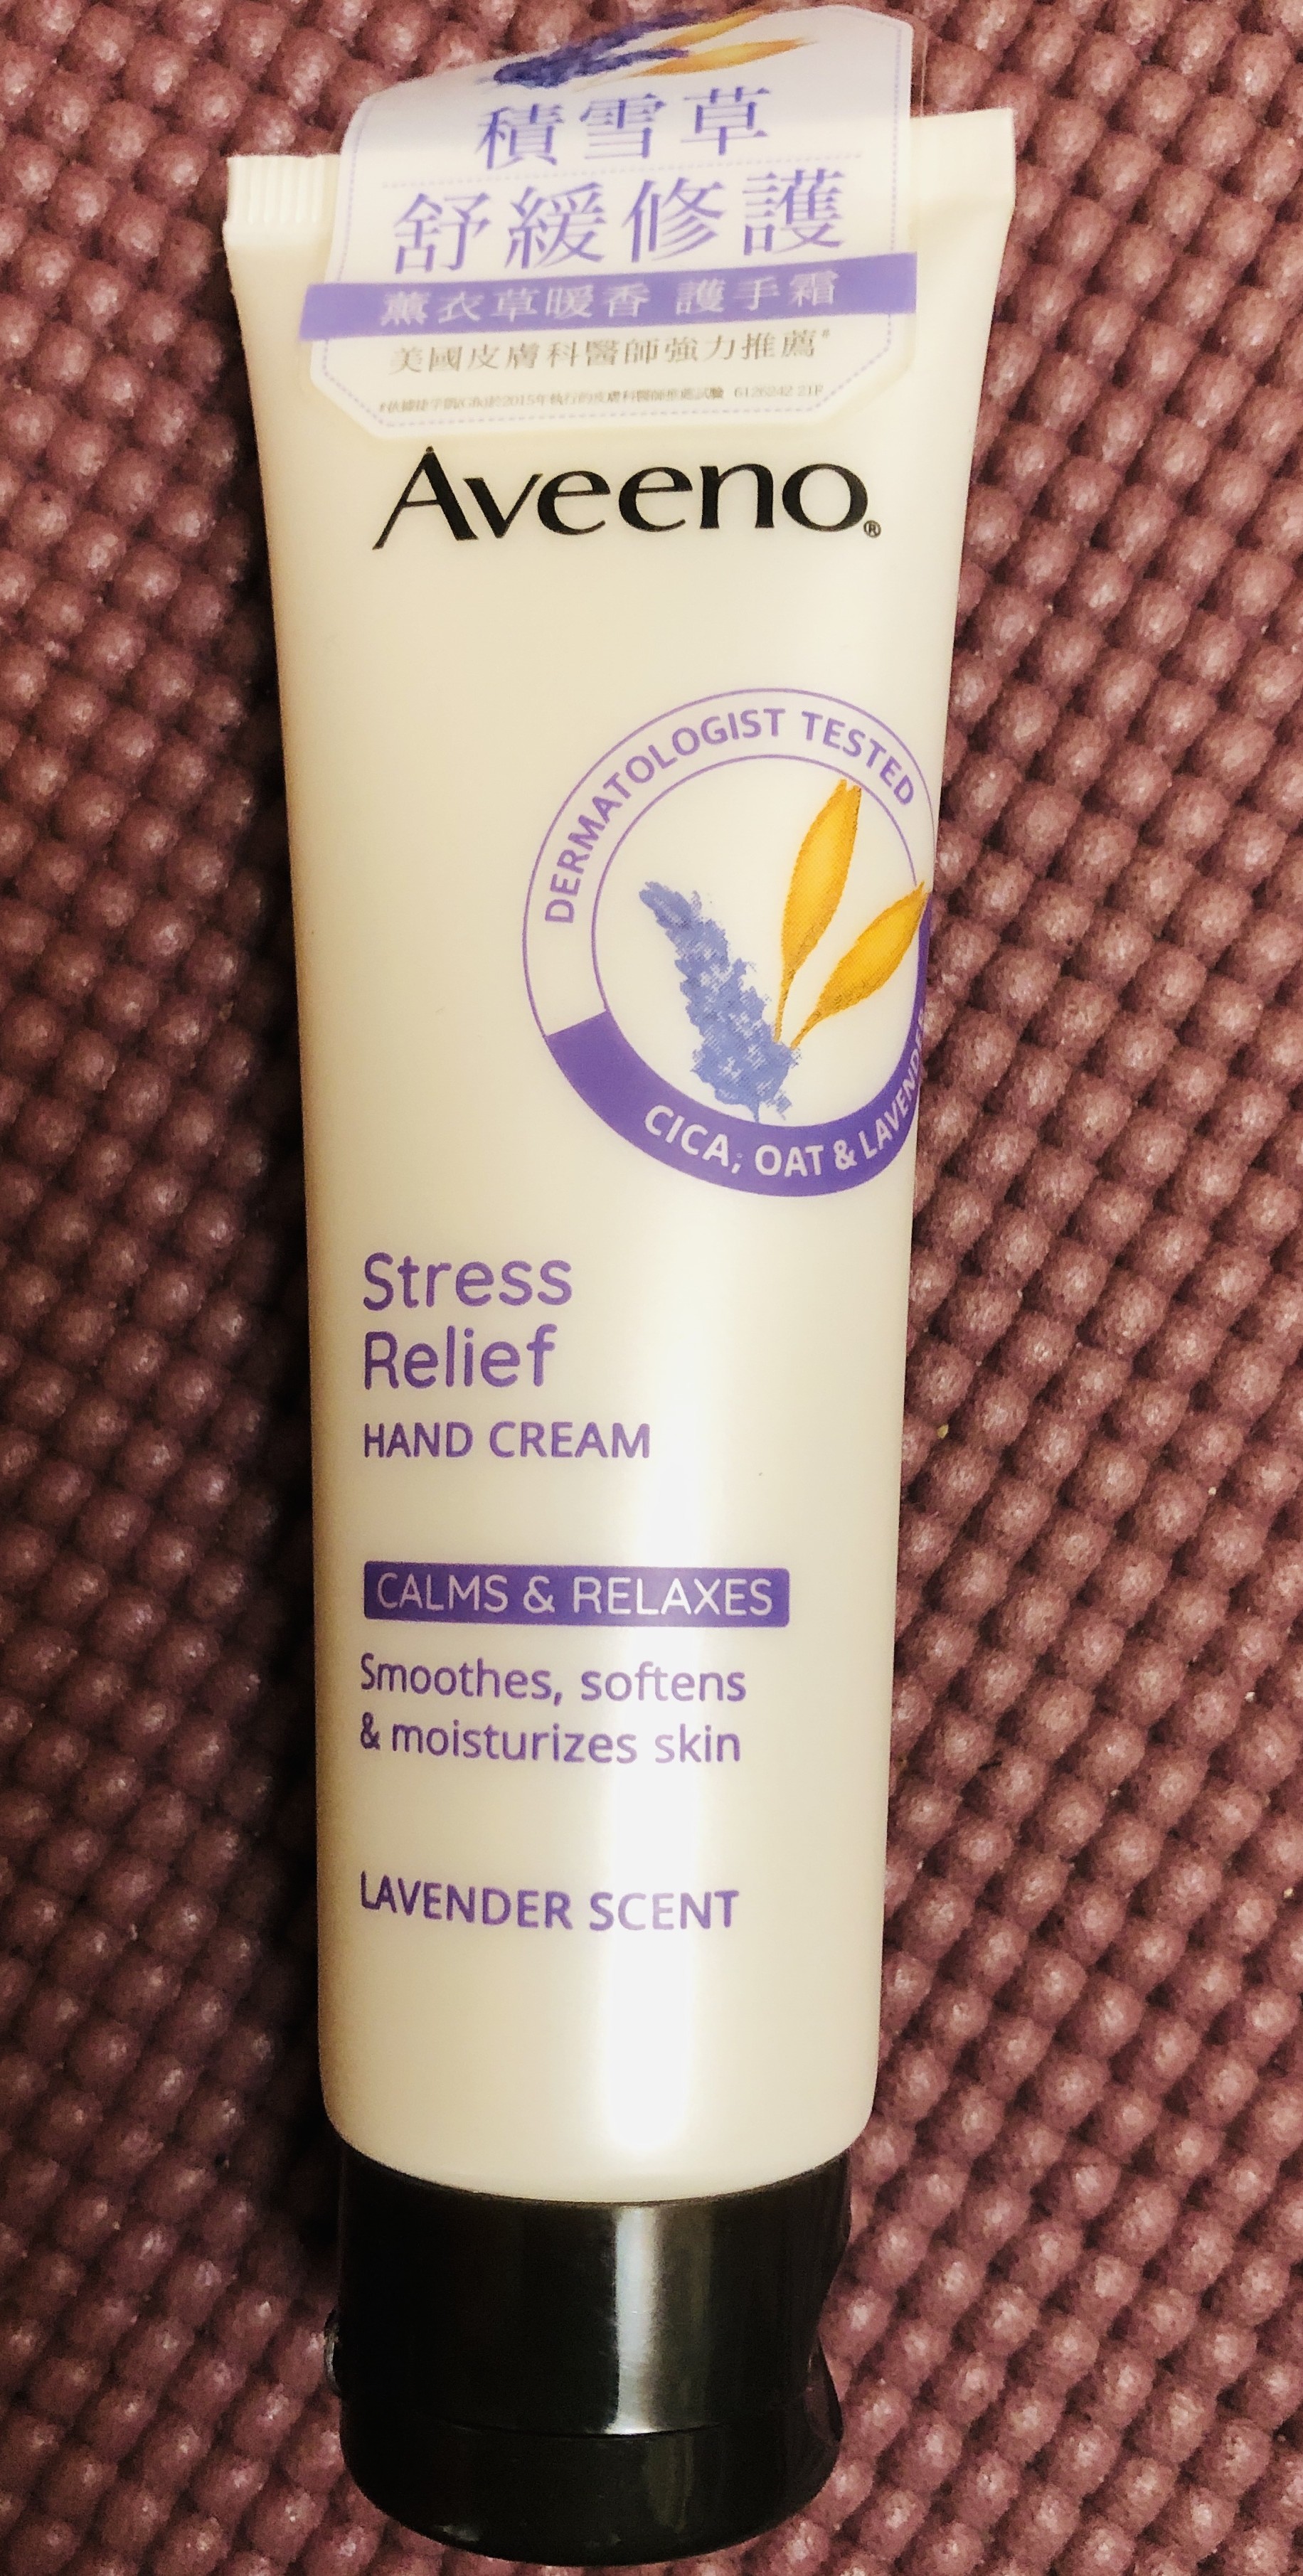 積雪草
舒緩修護
薰衣草暖香 護手霜
美國皮膚科醫師強力推薦#
6126242 21F
Aveeno®
DERMATOLOGIST TESTED
CICA, OAT &
Stress
Relief
HAND CREAM
CALMS & RELAXES
Smoothes, softens
& moisturizes skin
LAVENDER SCENT